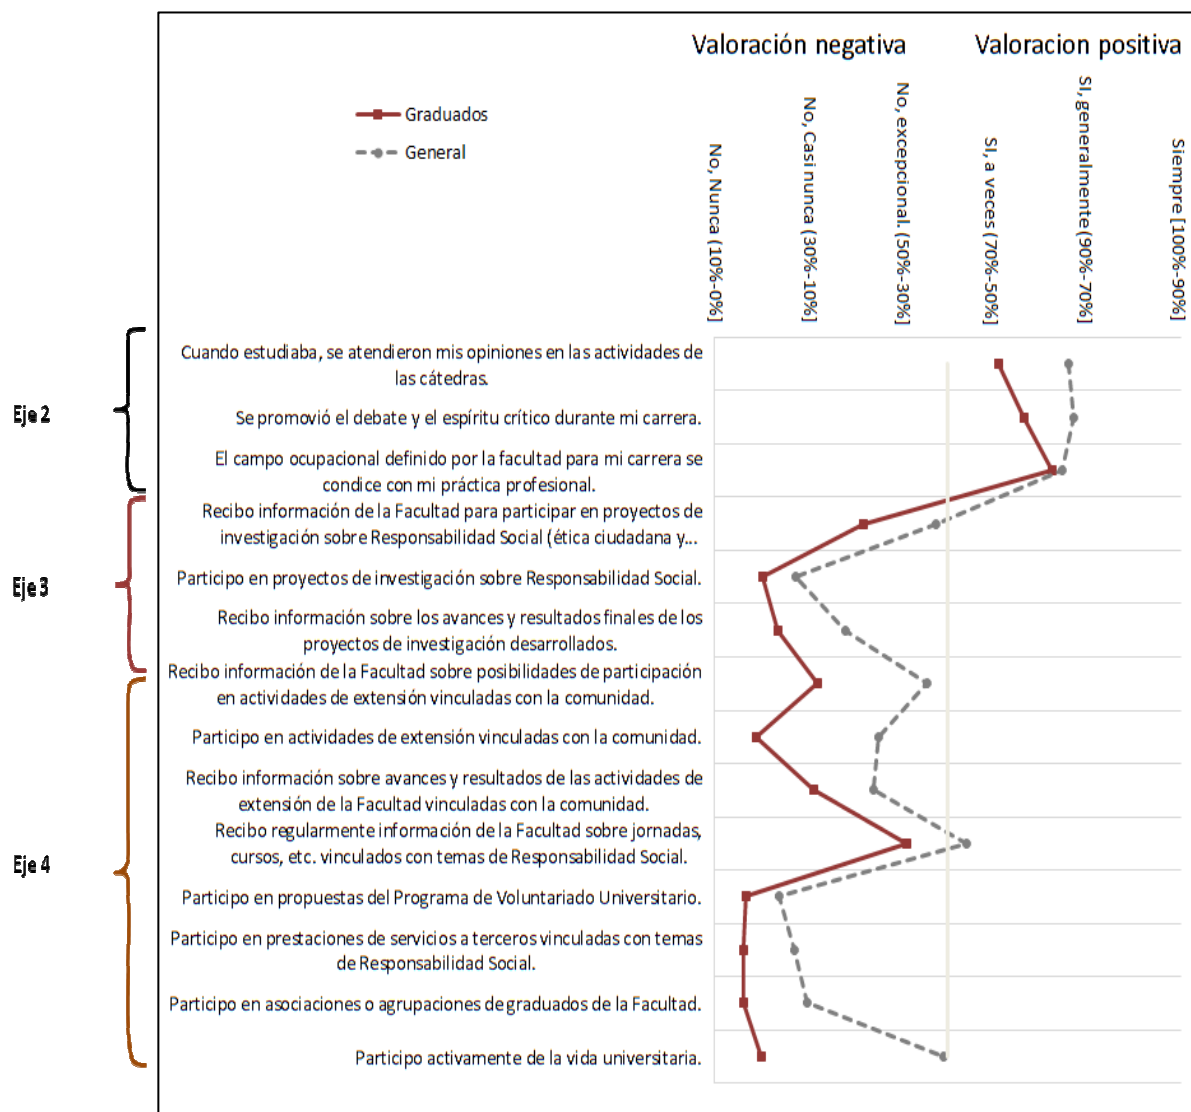 Valoración negativa
Valoracion positiva
Graduados
General
No, Nunca (10%-0%]
No, Casi nunca (30%-10%]
No, excepcional. (50%-30%]
SI, a veces (70%-50%]
SI, generalmente (90%-70%]
Siempre [100%-90%]
Eje 2
Cuando estudiaba, se atendieron mis opiniones en las actividades de
las cátedras.
Se promovió el debate y el espíritu crítico durante mi carrera.
El campo ocupacional definido por la facultad para mi carrera se
condice con mi práctica profesional.
Eje 3
Recibo información de la Facultad para participar en proyectos de
investigación sobre Responsabilidad Social (ética ciudadana y...
Participo en proyectos de investigación sobre Responsabilidad Social.
Recibo información sobre los avances y resultados finales de los
proyectos de investigación desarrollados.
Eje 4
Recibo información de la Facultad sobre posibilidades de participación
en actividades de extensión vinculadas con la comunidad.
Participo en actividades de extensión vinculadas con la comunidad.
Recibo información sobre avances y resultados de las actividades de
extensión de la Facultad vinculadas con la comunidad.
Recibo regularmente información de la Facultad sobre jornadas,
cursos, etc. vinculados con temas de Responsabilidad Social.
Participo en propuestas del Programa de Voluntariado Universitario.
Participo en prestaciones de servicios a terceros vinculadas con temas
de Responsabilidad Social.
Participo en asociaciones o agrupaciones de graduados de la Facultad.
Participo activamente de la vida universitaria.